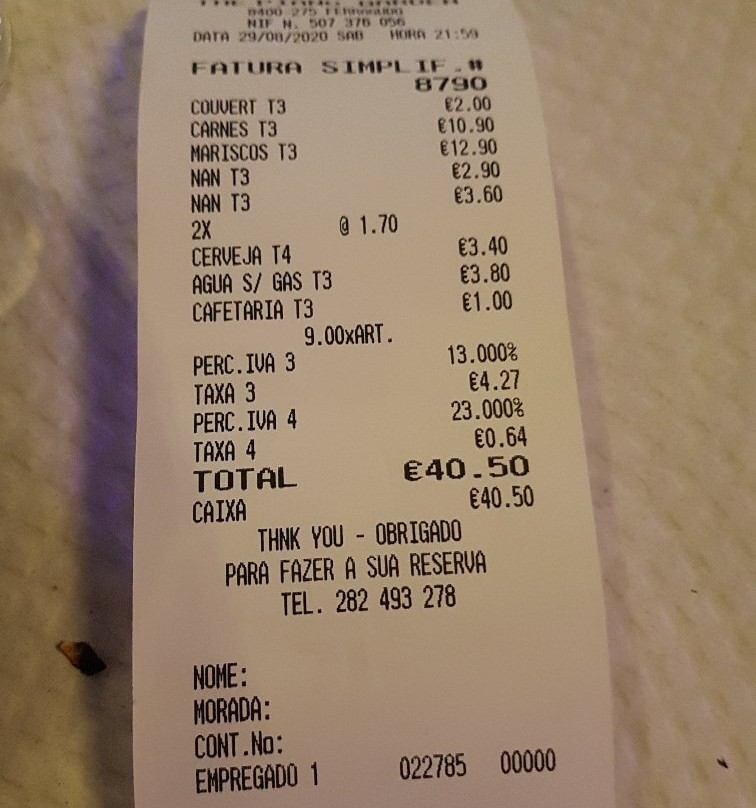 8400 275 FERRAGUDO
NIF N. 507 376 056
DATA 29/08/2020 SAB HORA 21:59
FATURA SIMPLIF.#
8790
COUVERT T3 €2.00
CARNES T3 €10.90
MARISCOS T3 €12.90
NAN T3 €2.90
NAN T3 €3.60
2X @ 1.70
CERVEJA T4 €3.40
AGUA S/ GAS T3 €3.80
CAFETARIA T3 €1.00
9.00xART.
PERC.IVA 3 13.000%
TAXA 3 €4.27
PERC.IVA 4 23.000%
TAXA 4 €0.64
TOTAL €40.50
CAIXA €40.50
THNK YOU - OBRIGADO
PARA FAZER A SUA RESERVA
TEL. 282 493 278
NOME:
MORADA:
CONT.No:
EMPREGADO 1 022785 00000